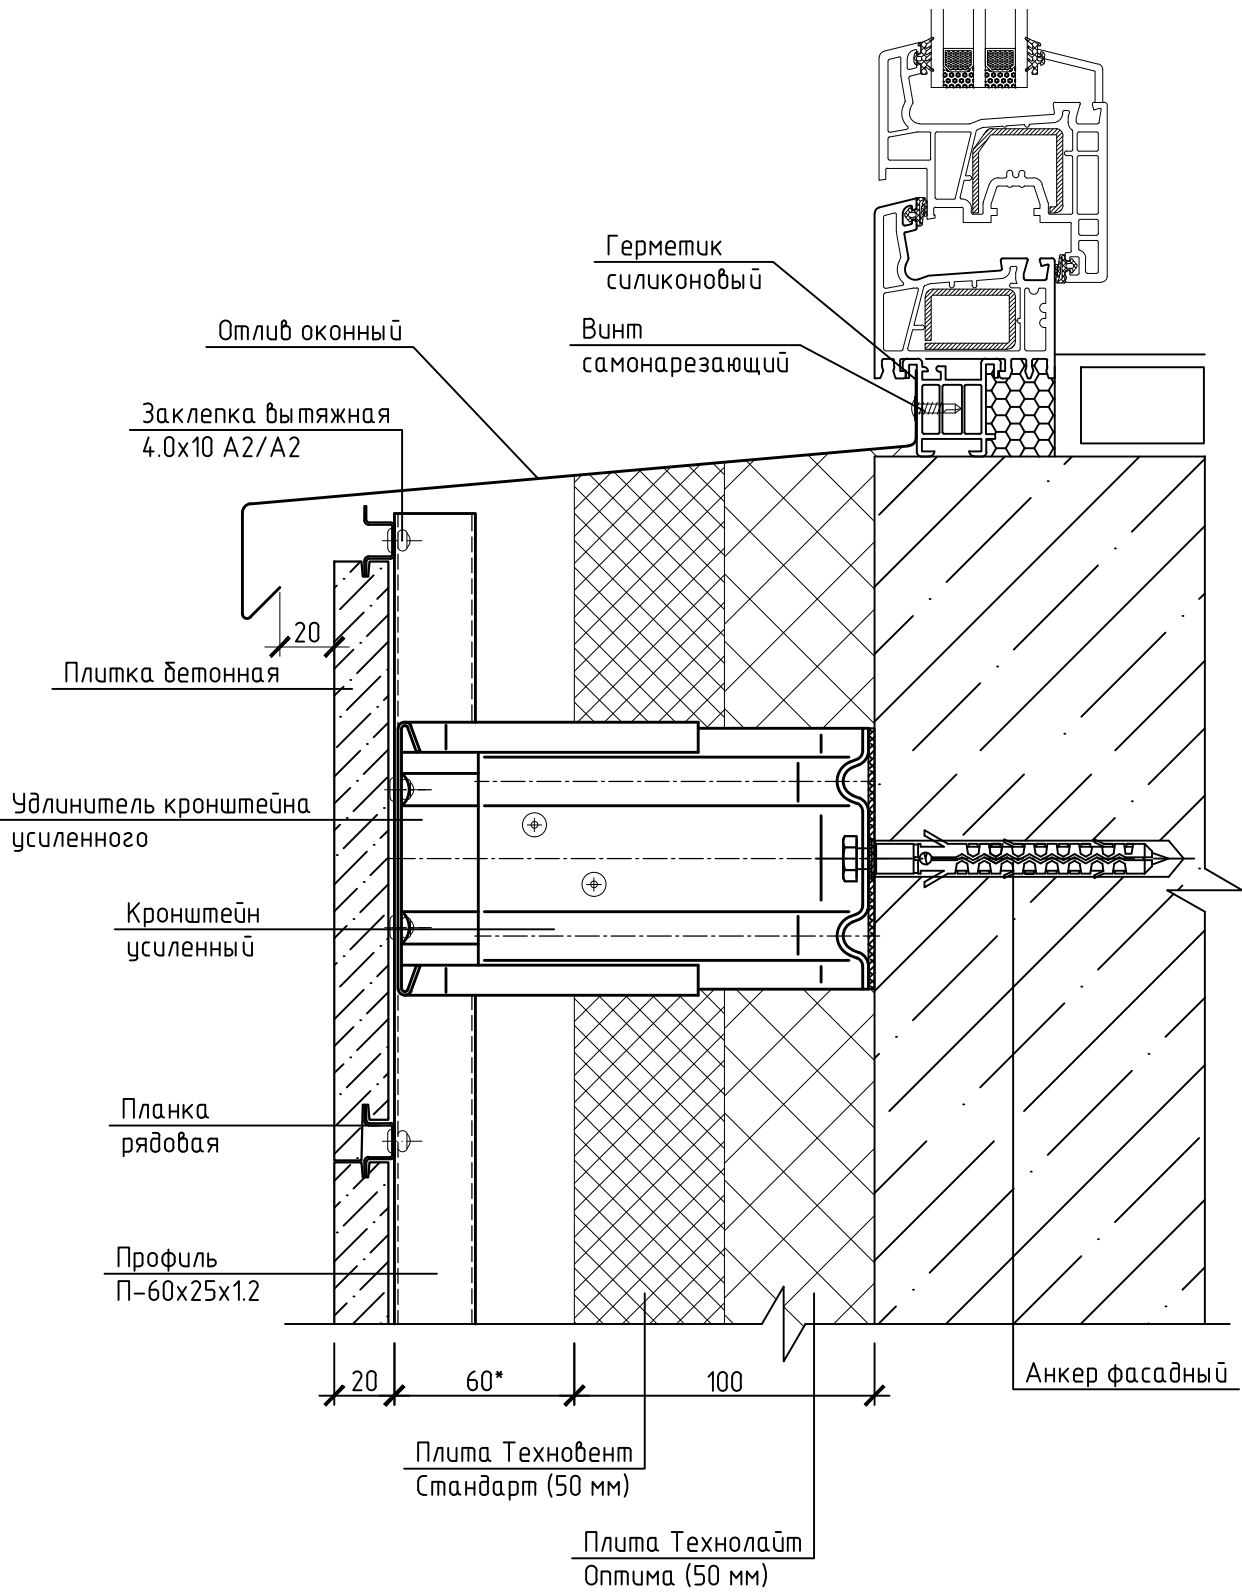 Герметик
силиконовый
Отлив оконный
Винт
самонарезающий
Заклепка вытяжная
4.0х10 А2/А2
20
Плитка бетонная
Удлинитель кронштейна
усиленного
Кронштейн
усиленный
Планка
рядовая
Профиль
П-60х25х1.2
20
60*
100
Анкер фасадный
Плита Техновент
Стандарт (50 мм)
Плита Технолайт
Оптима (50 мм)